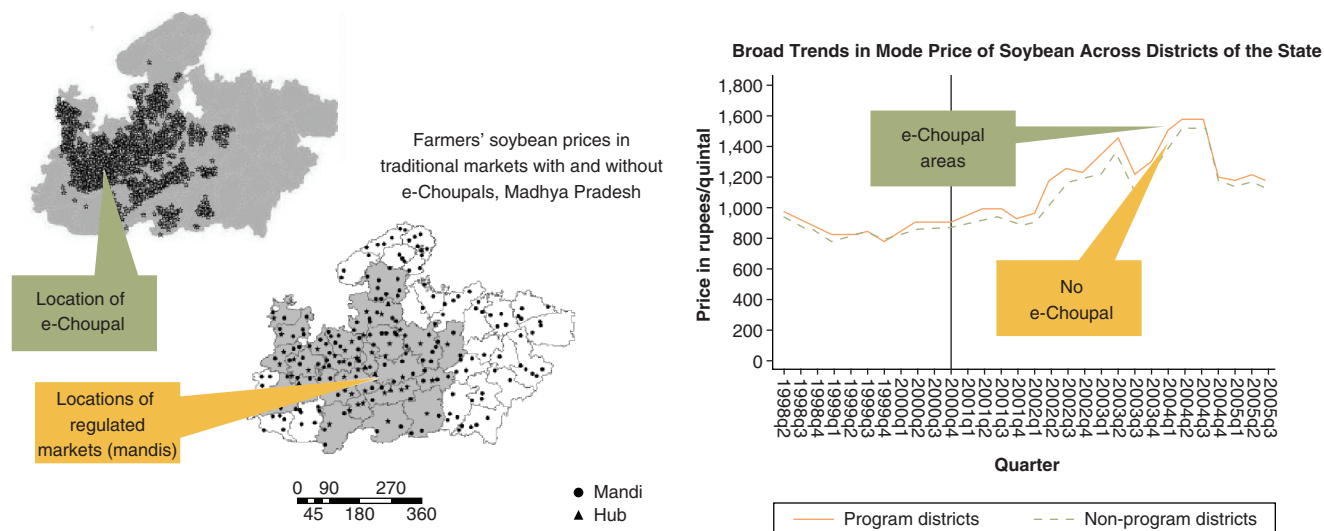 Farmers' soybean prices in
traditional markets with and without
e-Choupals, Madhya Pradesh
Location of
e-Choupal
Locations of
regulated
markets (mandis)
0 90 270
45 180 360
Mandi
Hub
Broad Trends in Mode Price of Soybean Across Districts of the State
Price in rupees/quintal
1,800
1,600
1,400
1,200
1,000
800
600
400
200
0
e-Choupal
areas
No
e-Choupal
1998q2
1998q3
1998q4
1999q1
1999q2
1999q3
1999q4
2000q1
2000q2
2000q3
2000q4
2001q1
2001q2
2001q3
2001q4
2002q1
2002q2
2002q3
2002q4
2003q1
2003q2
2003q3
2003q4
2004q1
2004q2
2004q3
2004q4
2005q1
2005q2
2005q3
Quarter
Program districts
Non-program districts